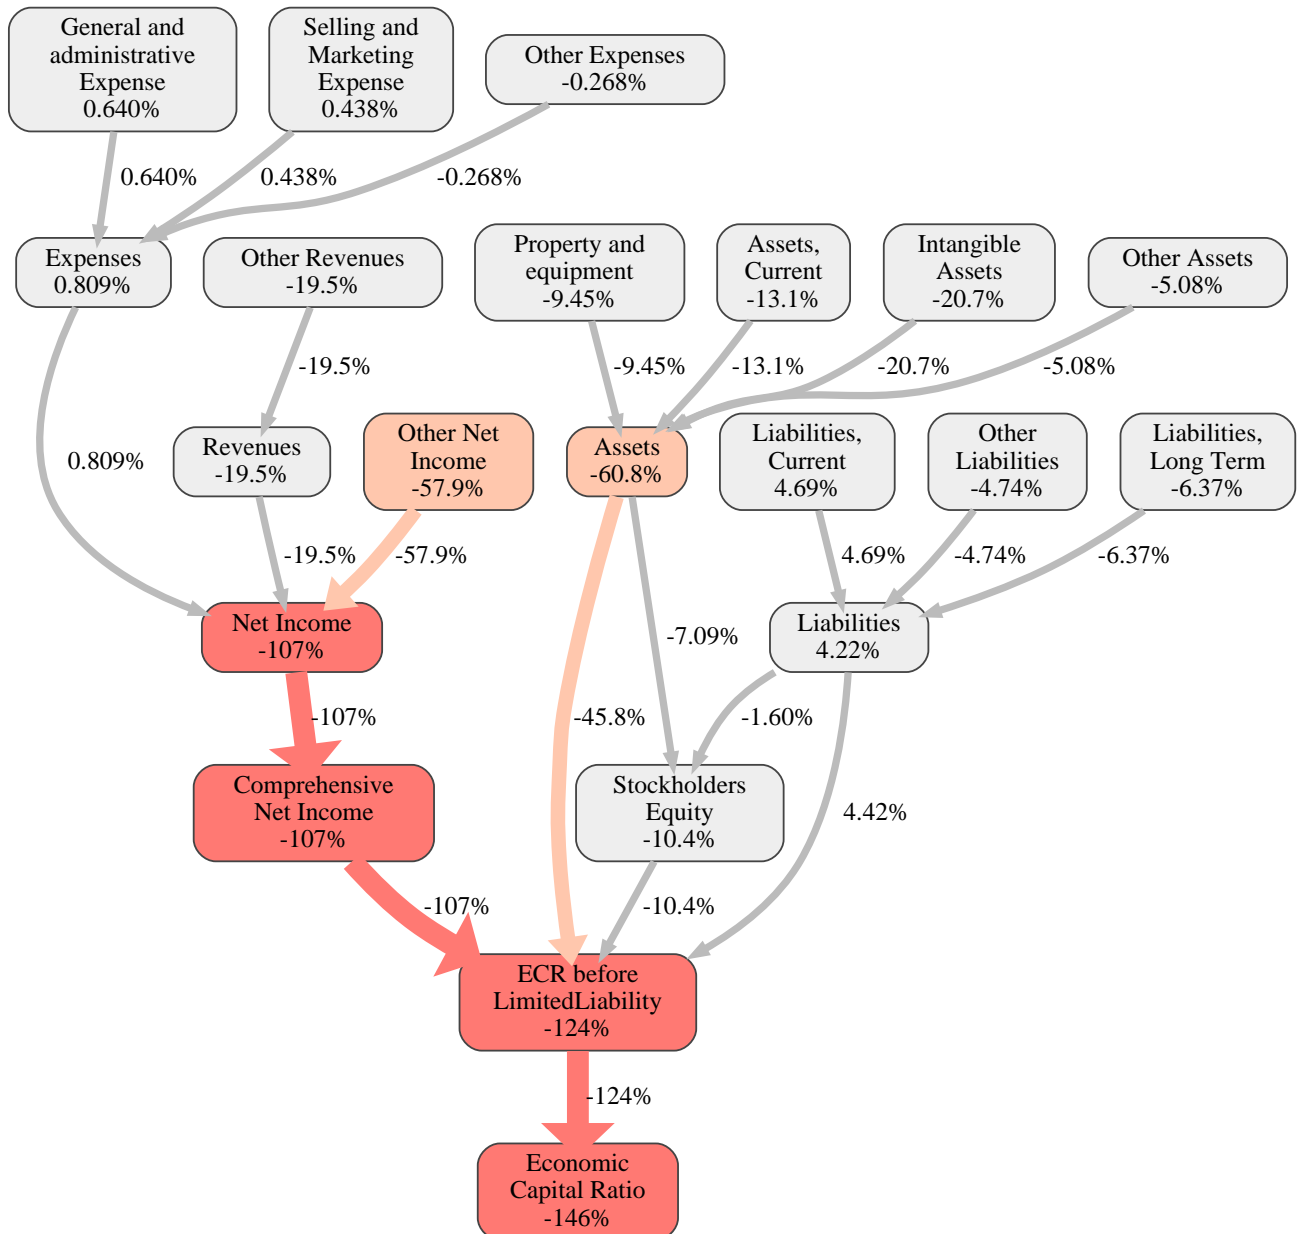 General and
administrative
Expense
0.640%
Selling and
Marketing
Expense
0.438%
Other Expenses
-0.268%
0.640%
0.438%
-0.268%
Expenses
0.809%
Other Revenues
-19.5%
Property and
equipment
-9.45%
Assets,
Current
-13.1%
Intangible
Assets
-20.7%
Other Assets
-5.08%
-19.5%
-9.45%
-13.1%
-20.7%
-5.08%
0.809%
Revenues
-19.5%
Other Net
Income
-57.9%
Assets
-60.8%
Liabilities,
Current
4.69%
Other
Liabilities
-4.74%
Liabilities,
Long Term
-6.37%
-19.5%
-57.9%
4.69%
-4.74%
-6.37%
Net Income
-107%
-7.09%
Liabilities
4.22%
-107%
-45.8%
-1.60%
Comprehensive
Net Income
-107%
Stockholders
Equity
-10.4%
4.42%
-107%
-10.4%
ECR before
LimitedLiability
-124%
-124%
Economic
Capital Ratio
-146%